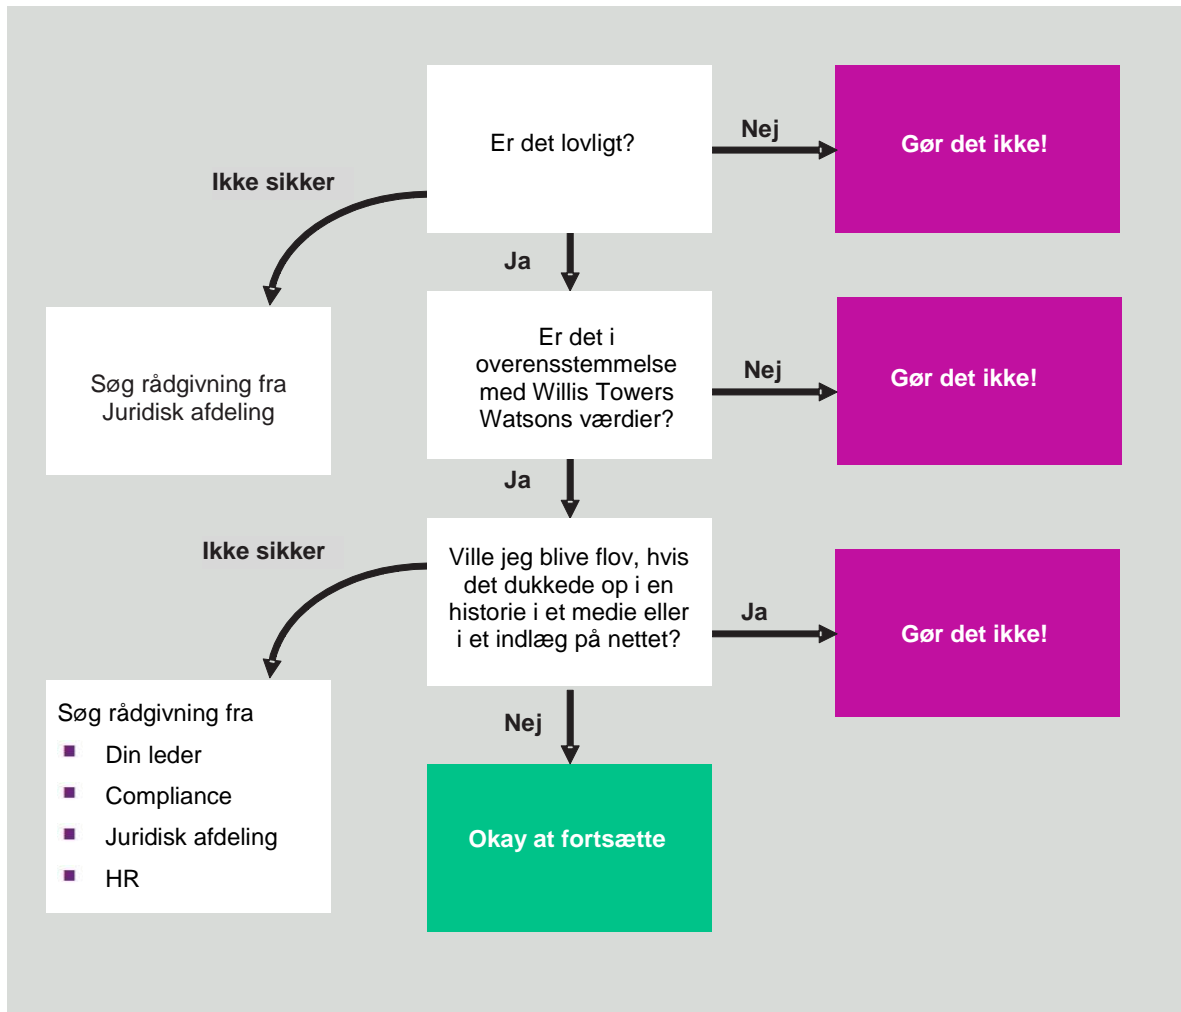 Er det lovligt?
Nej
Gør det ikke!
Ikke sikker
Ja
Søg rådgivning fra
Juridisk afdeling
Er det i
overensstemmelse
med Willis Towers
Watsons værdier?
Nej
Gør det ikke!
Ja
Ikke sikker
Ville jeg blive flov, hvis
det dukkede op i en
historie i et medie eller
i et indlæg på nettet?
Ja
Gør det ikke!
Søg rådgivning fra
Din leder
Compliance
Juridisk afdeling
HR
Nej
Okay at fortsætte